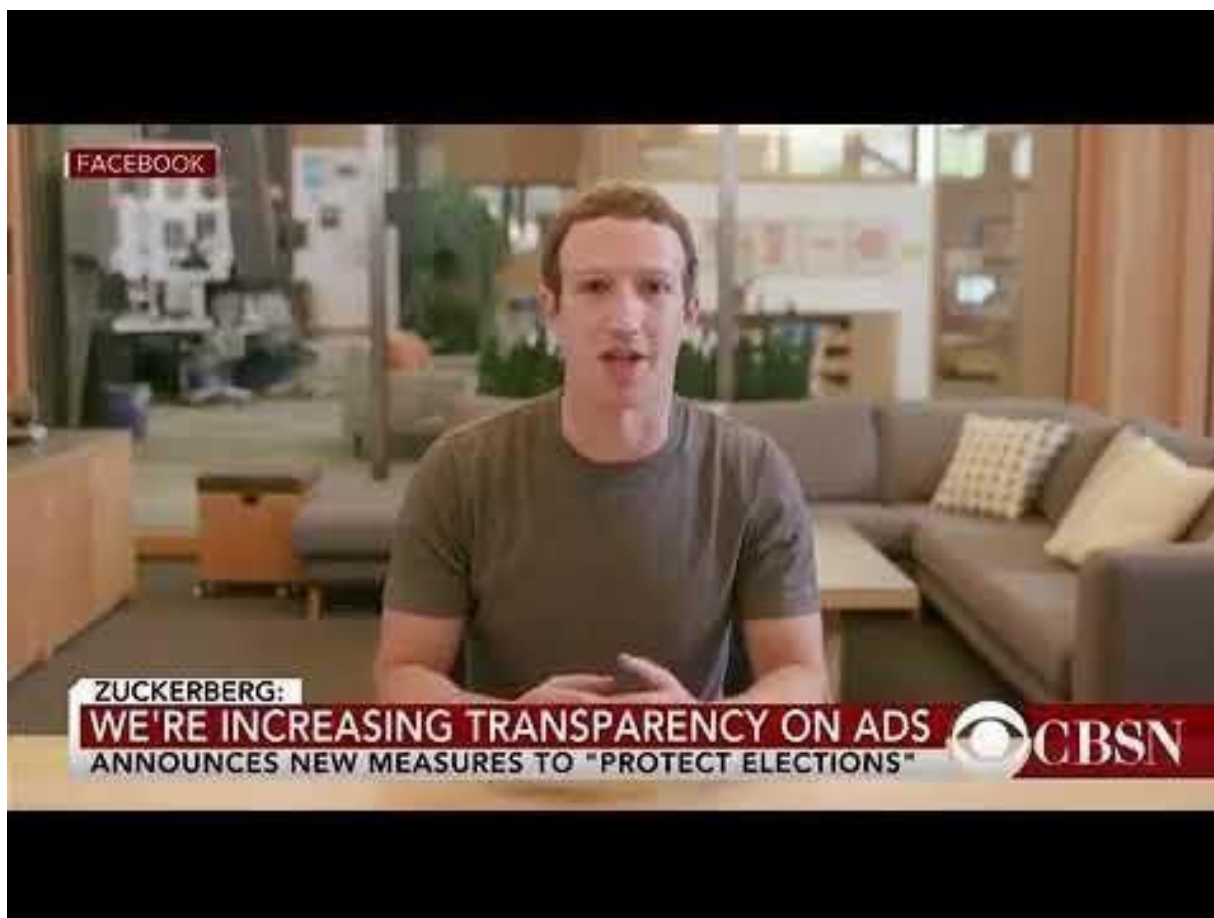 FACEBOOK
ZUCKERBERG:
WE'RE INCREASING TRANSPARENCY ON ADS
ANNOUNCES NEW MEASURES TO "PROTECT ELECTIONS"
CBSN